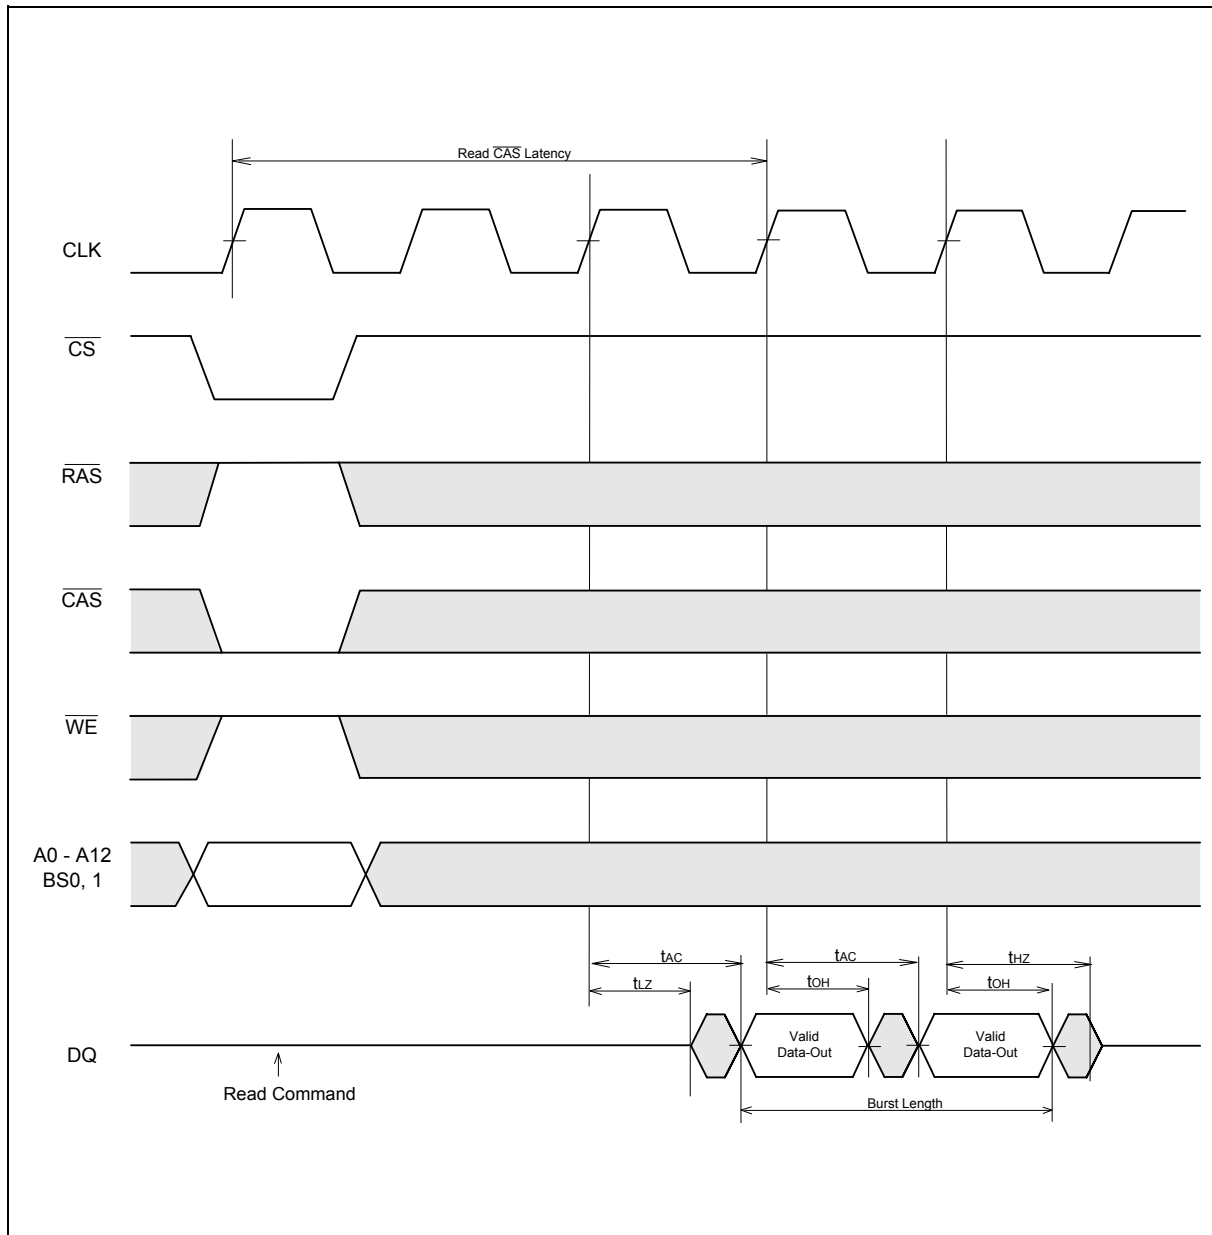 Read CAS Latency
CLK
CS
RAS
CAS
WE
A0 - A12
BS0, 1
tAC
tAC
tHZ
tLZ
tOH
tOH
DQ
Valid
Data-Out
Valid
Data-Out
Read Command
Burst Length